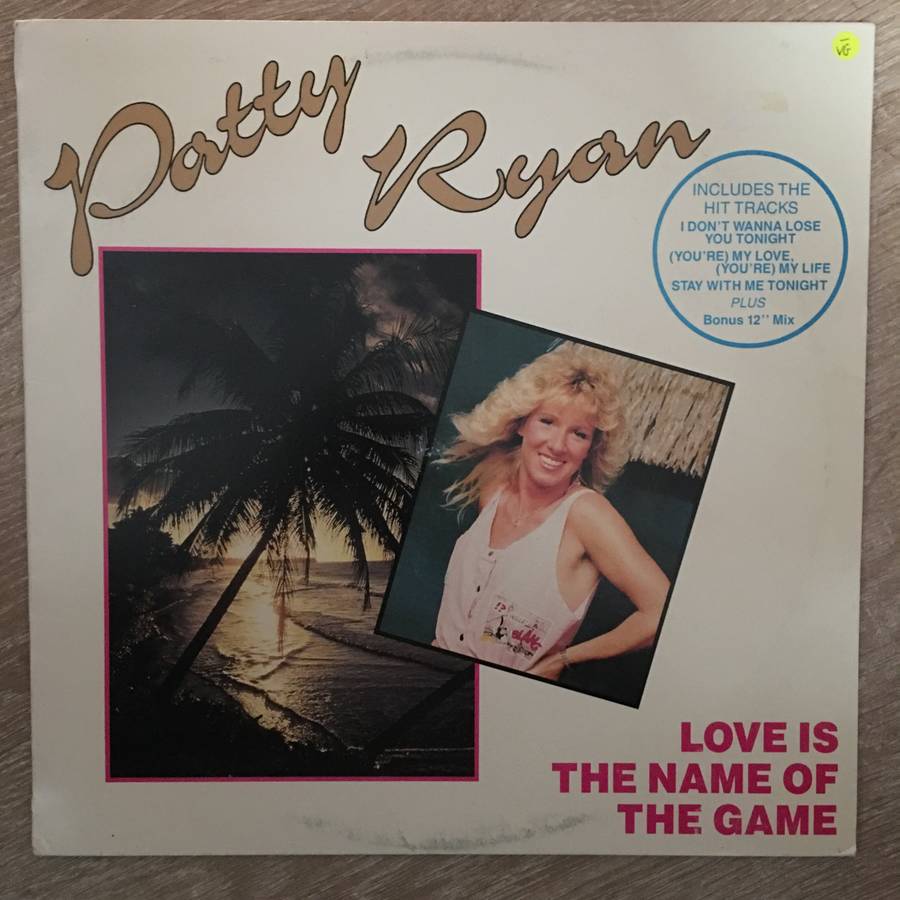 Patty Ryan
VG
INCLUDES THE
HIT TRACKS
I DON'T WANNA LOSE
YOU TONIGHT
(YOU'RE) MY LOVE,
(YOU'RE) MY LIFE
STAY WITH ME TONIGHT
PLUS
Bonus 12'' Mix
LOVE IS
THE NAME OF
THE GAME